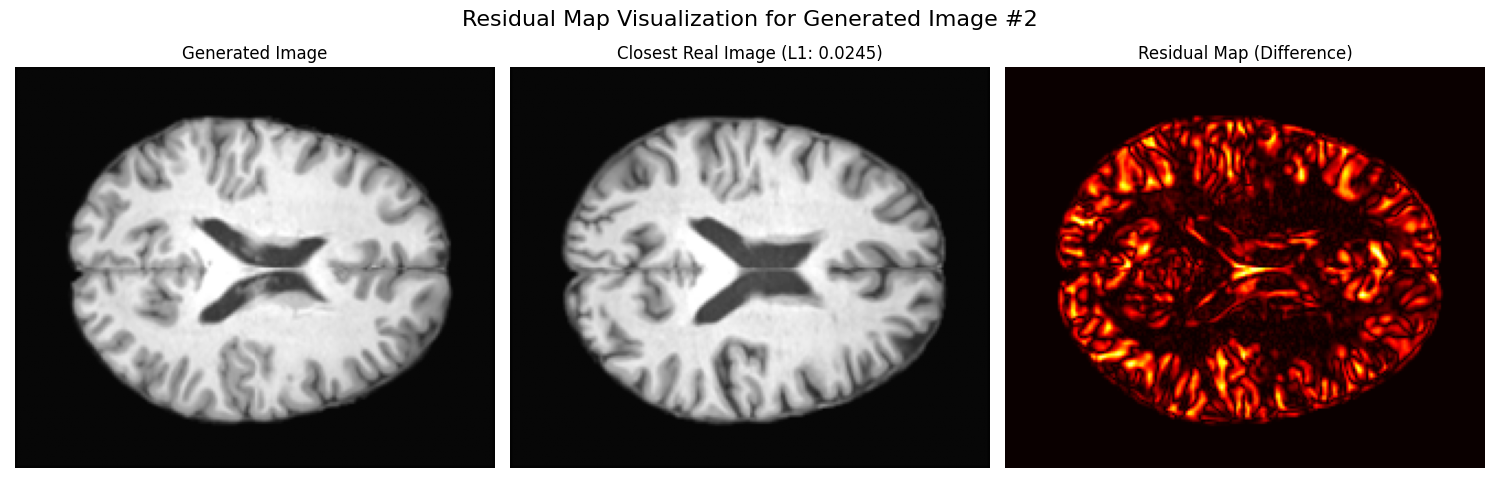 Residual Map Visualization for Generated Image #2
Generated Image
Closest Real Image (L1: 0.0245)
Residual Map (Difference)